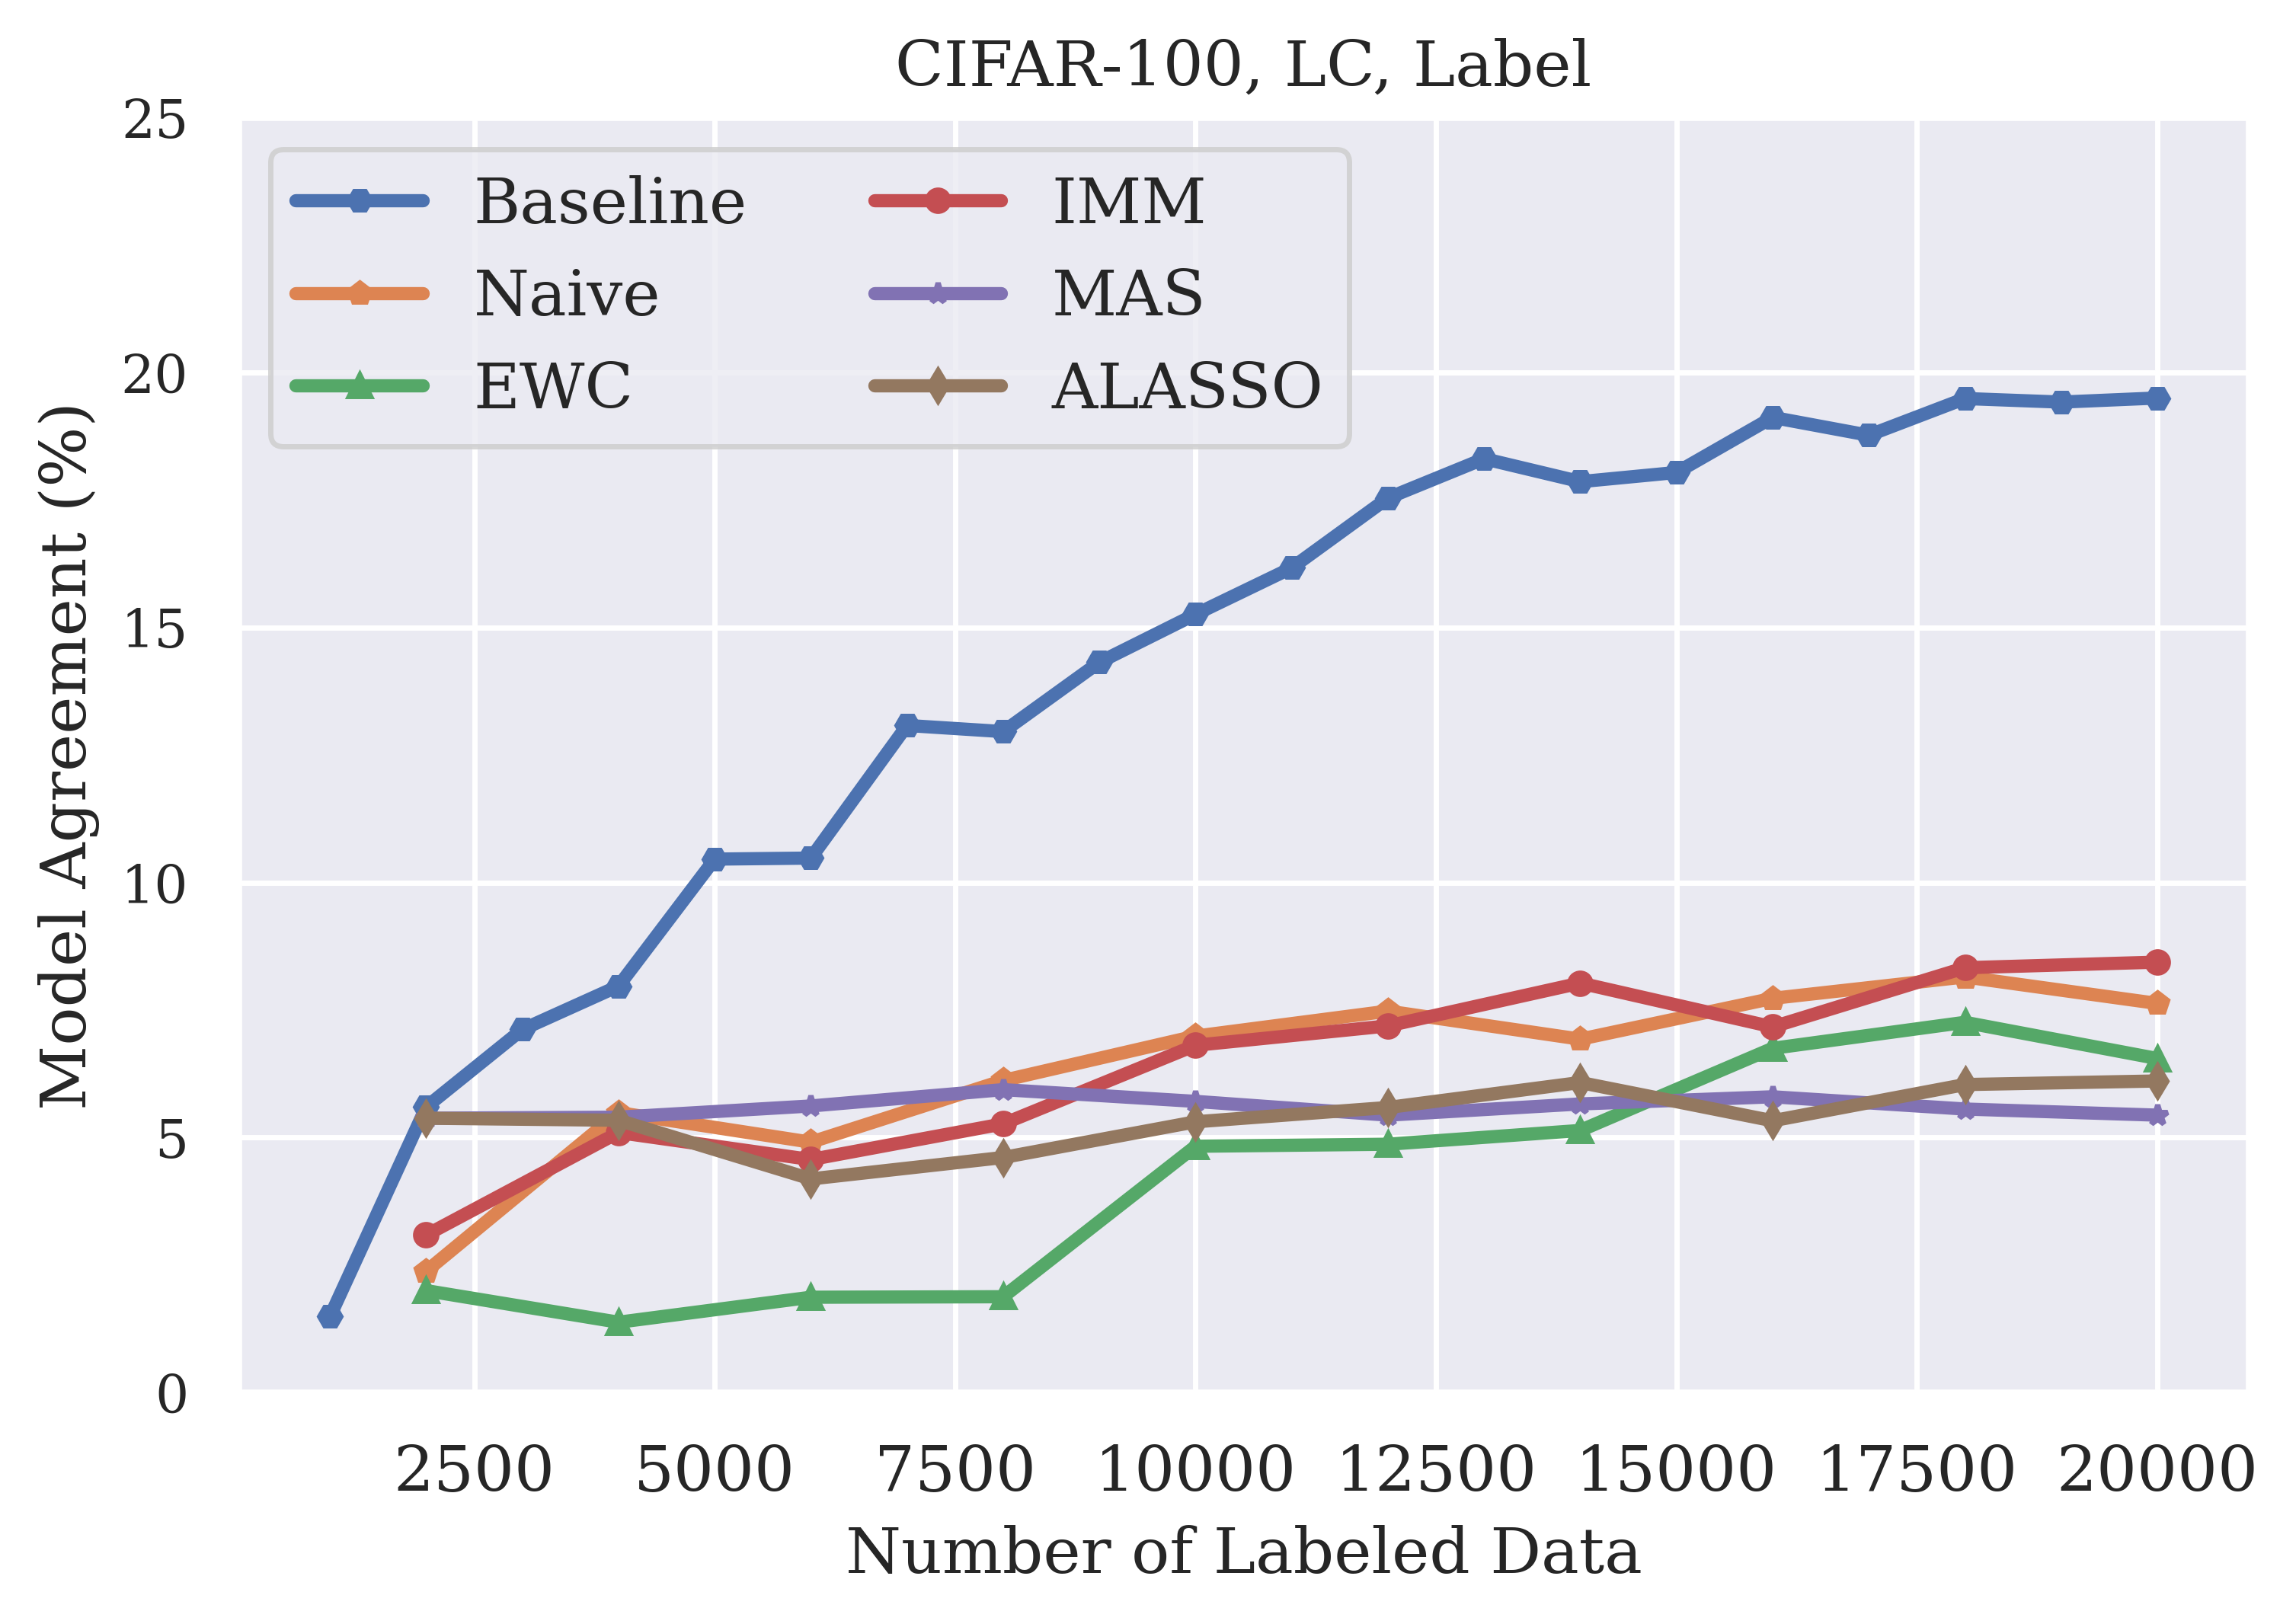 CIFAR-100, LC, Label
25
20
15
10
5
0
Model Agreement (%)
Baseline
Naive
EWC
IMM
MAS
ALASSO
2500 5000 7500 10000 12500 15000 17500 20000
Number of Labeled Data